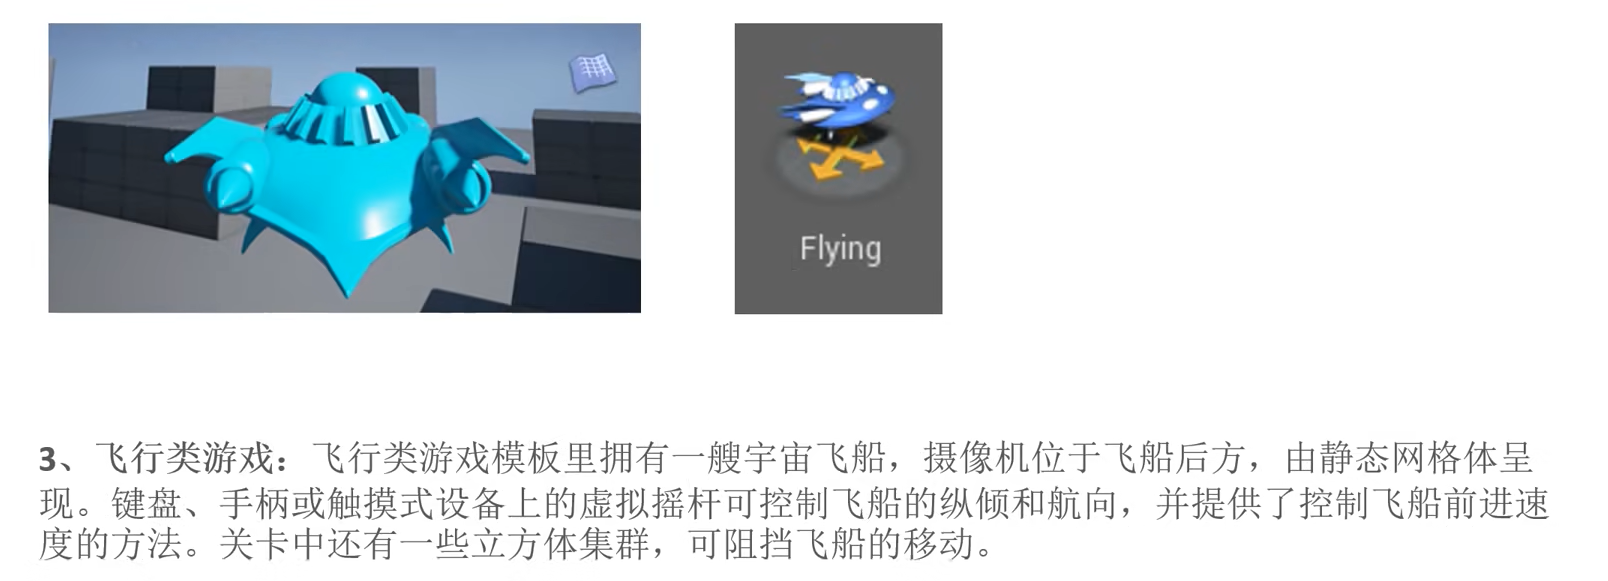 Flying
3、飞行类游戏：飞行类游戏模板里拥有一艘宇宙飞船，摄像机位于飞船后方，由静态网格体呈
现。键盘、手柄或触摸式设备上的虚拟摇杆可控制飞船的纵倾和航向，并提供了控制飞船前进速
度的方法。关卡中还有一些立方体集群，可阻挡飞船的移动。